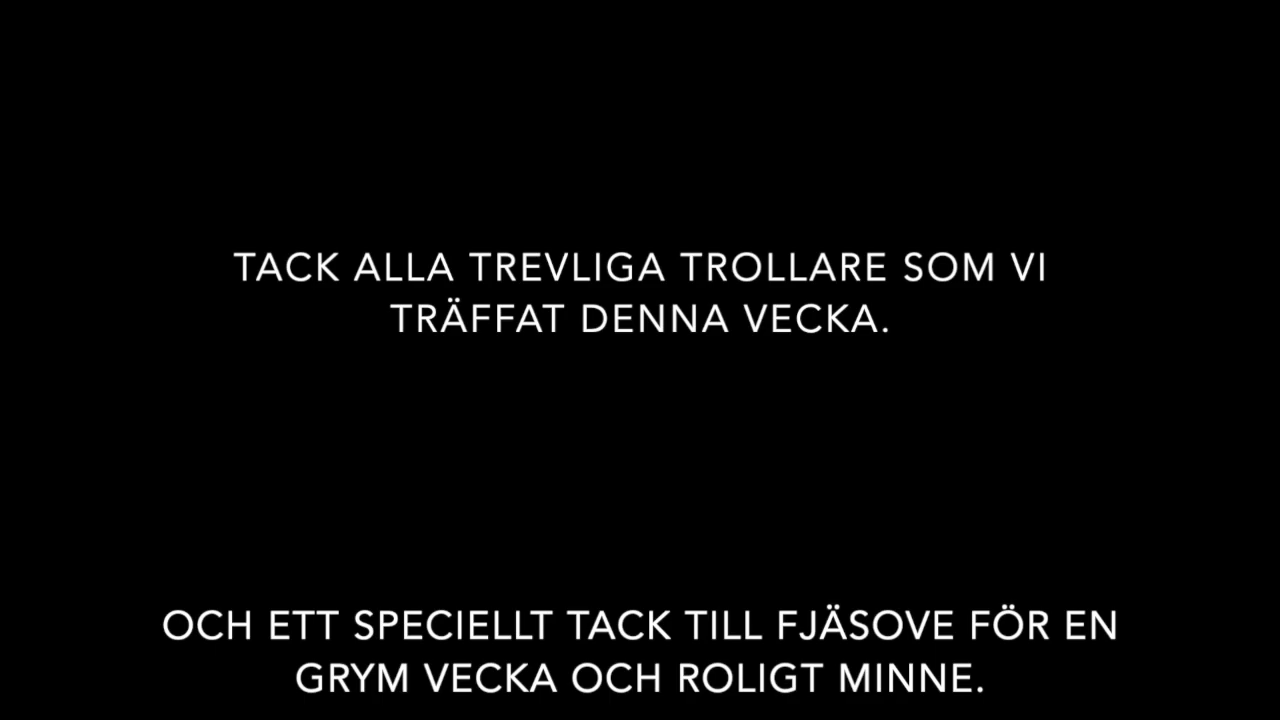 TACK ALLA TREVLIGA TROLLARE SOM VI
TRÄFFAT DENNA VECKA.
OCH ETT SPECIELLT TACK TILL FJÄSOVE FÖR EN
GRYM VECKA OCH ROLIGT MINNE.